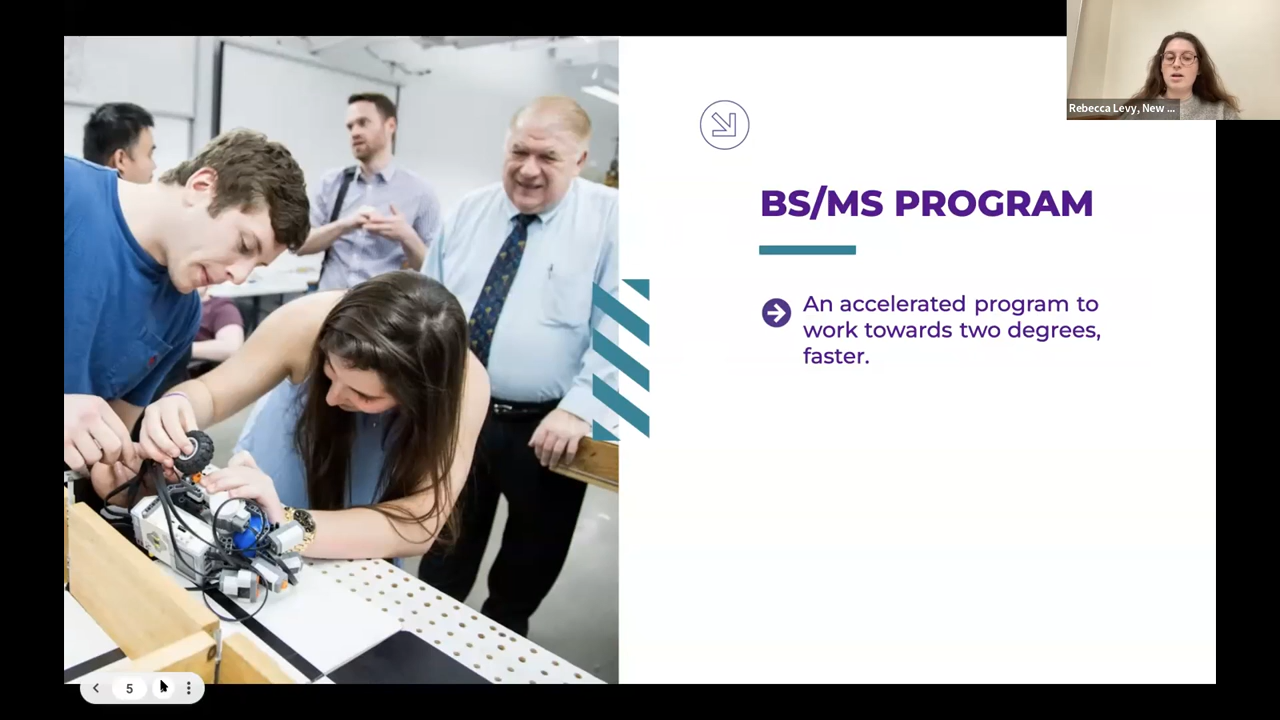 Rebecca Levy, New ...
BS/MS PROGRAM
An accelerated program to
work towards two degrees,
faster.
5